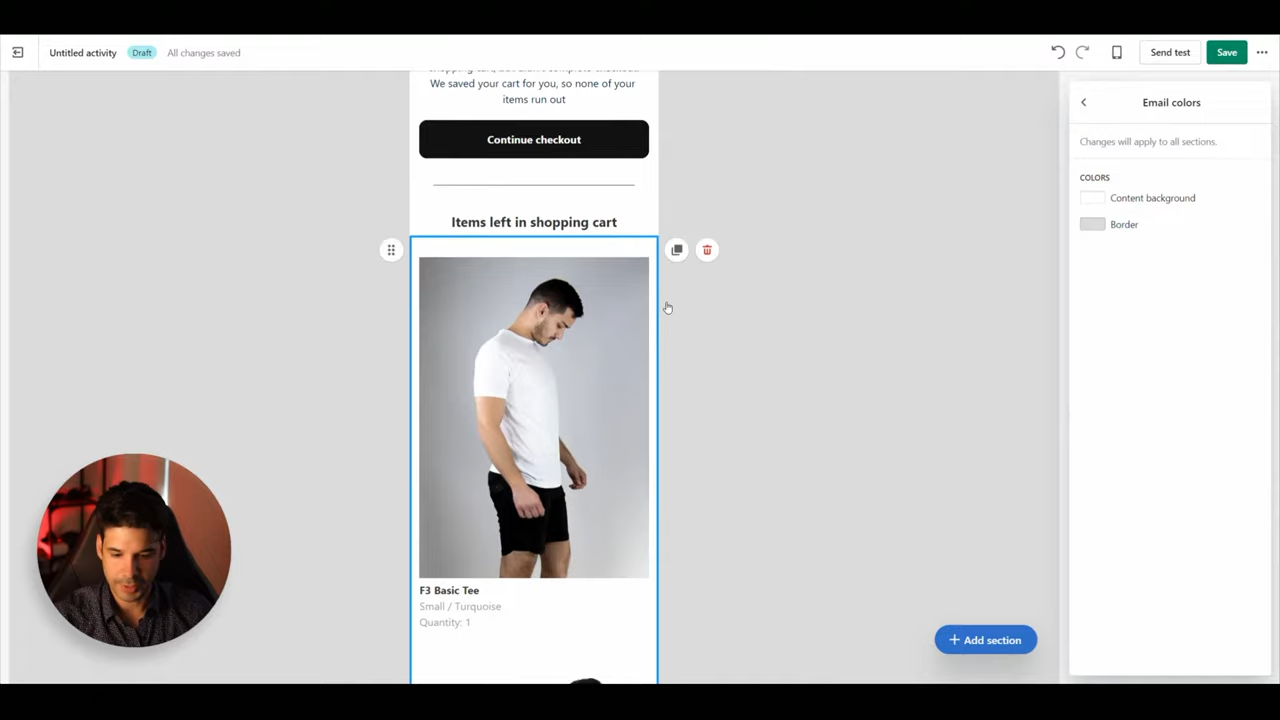 Untitled activity
Draft
All changes saved
Send test
Save
We saved your cart for you, so none of your
items run out
Continue checkout
Items left in shopping cart
F3 Basic Tee
Small / Turquoise
Quantity: 1
Add section
Email colors
Changes will apply to all sections.
COLORS
Content background
Border